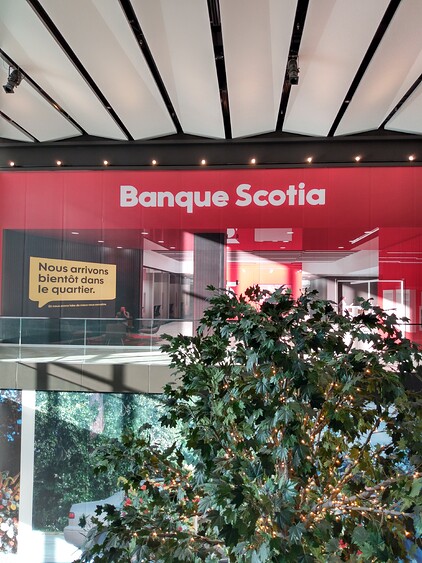 Banque Scotia
Nous arrivons
bientôt dans
le quartier.